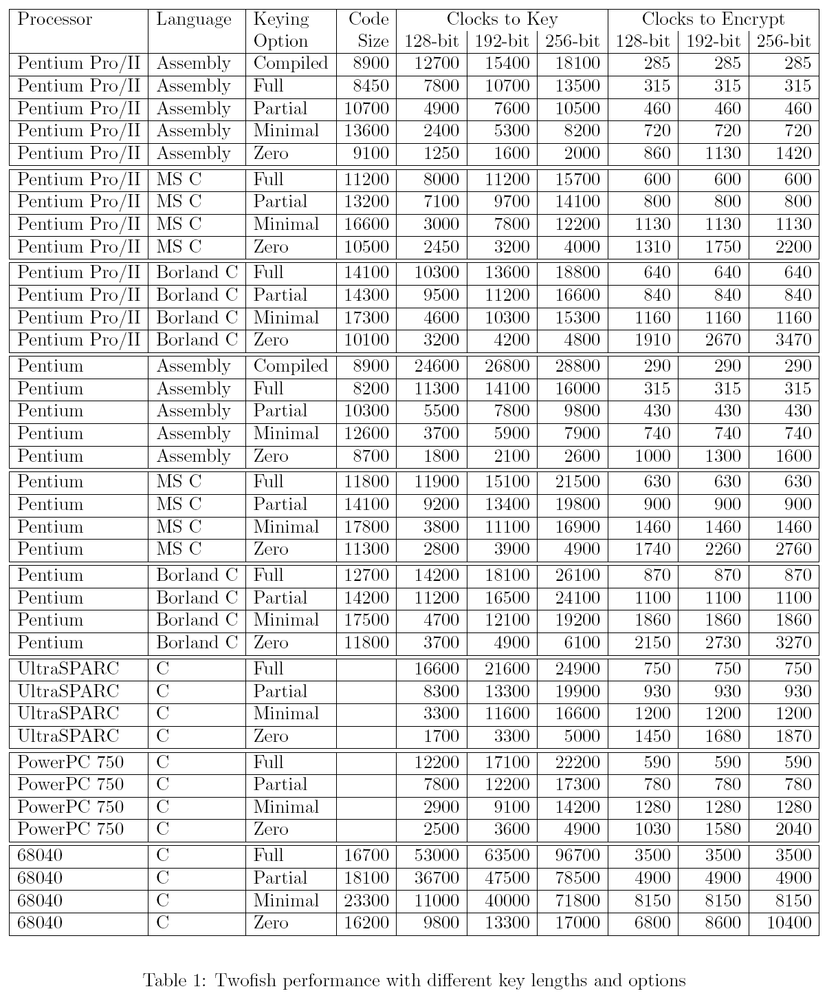 Processor Language Keying Code Clocks to Key Clocks to Encrypt
Option Size 128-bit 192-bit 256-bit 128-bit 192-bit 256-bit
Pentium Pro/II Assembly Compiled 8900 12700 15400 18100 285 285 285
Pentium Pro/II Assembly Full 8450 7800 10700 13500 315 315 315
Pentium Pro/II Assembly Partial 10700 4900 7600 10500 460 460 460
Pentium Pro/II Assembly Minimal 13600 2400 5300 8200 720 720 720
Pentium Pro/II Assembly Zero 9100 1250 1600 2000 860 1130 1420
Pentium Pro/II MS C Full 11200 8000 11200 15700 600 600 600
Pentium Pro/II MS C Partial 13200 7100 9700 14100 800 800 800
Pentium Pro/II MS C Minimal 16600 3000 7800 12200 1130 1130 1130
Pentium Pro/II MS C Zero 10500 2450 3200 4000 1310 1750 2200
Pentium Pro/II Borland C Full 14100 10300 13600 18800 640 640 640
Pentium Pro/II Borland C Partial 14300 9500 11200 16600 840 840 840
Pentium Pro/II Borland C Minimal 17300 4600 10300 15300 1160 1160 1160
Pentium Pro/II Borland C Zero 10100 3200 4200 4800 1910 2670 3470
Pentium Assembly Compiled 8900 24600 26800 28800 290 290 290
Pentium Assembly Full 8200 11300 14100 16000 315 315 315
Pentium Assembly Partial 10300 5500 7800 9800 430 430 430
Pentium Assembly Minimal 12600 3700 5900 7900 740 740 740
Pentium Assembly Zero 8700 1800 2100 2600 1000 1300 1600
Pentium MS C Full 11800 11900 15100 21500 630 630 630
Pentium MS C Partial 14100 9200 13400 19800 900 900 900
Pentium MS C Minimal 17800 3800 11100 16900 1460 1460 1460
Pentium MS C Zero 11300 2800 3900 4900 1740 2260 2760
Pentium Borland C Full 12700 14200 18100 26100 870 870 870
Pentium Borland C Partial 14200 11200 16500 24100 1100 1100 1100
Pentium Borland C Minimal 17500 4700 12100 19200 1860 1860 1860
Pentium Borland C Zero 11800 3700 4900 6100 2150 2730 3270
UltraSPARC C Full 16600 21600 24900 750 750 750
UltraSPARC C Partial 8300 13300 19900 930 930 930
UltraSPARC C Minimal 3300 11600 16600 1200 1200 1200
UltraSPARC C Zero 1700 3300 5000 1450 1680 1870
PowerPC 750 C Full 12200 17100 22200 590 590 590
PowerPC 750 C Partial 7800 12200 17300 780 780 780
PowerPC 750 C Minimal 2900 9100 14200 1280 1280 1280
PowerPC 750 C Zero 2500 3600 4900 1030 1580 2040
68040 C Full 16700 53000 63500 96700 3500 3500 3500
68040 C Partial 18100 36700 47500 78500 4900 4900 4900
68040 C Minimal 23300 11000 40000 71800 8150 8150 8150
68040 C Zero 16200 9800 13300 17000 6800 8600 10400
Table 1: Twofish performance with different key lengths and options